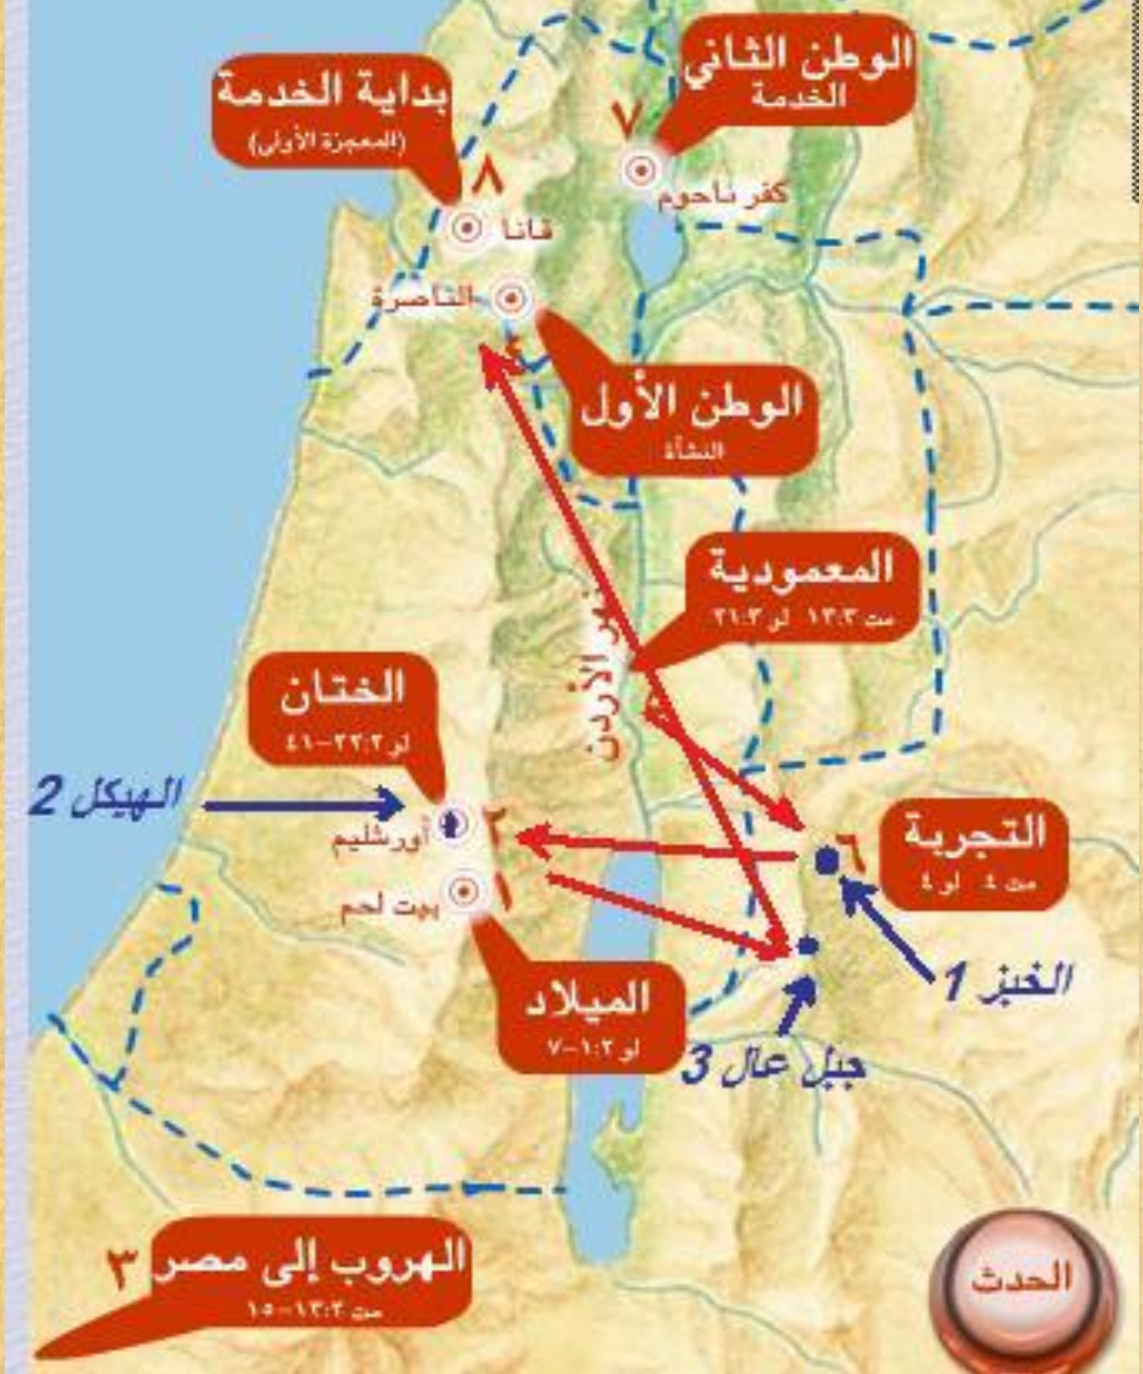 الوطن الثاني
الخدمة
٧
كفر ناحوم
بداية الخدمة
(المعجزة الأولى)
٨
قانا
الناصرة
٤
الوطن الأول
النشأة
المعمودية
مت ١٣:٣ لو ٢١:٣
نهر الأردن
٥
الختان
لو ٢٢:٢-٤١
الهيكل 2
أورشليم
٢
التجربة
مت ٤ لو ٤
٦
بيت لحم
١
الخبز 1
الميلاد
لو ١:٢-٧
جبل عال 3
الهروب إلى مصر
مت ١٣:٢-١٥
٣
الحدث